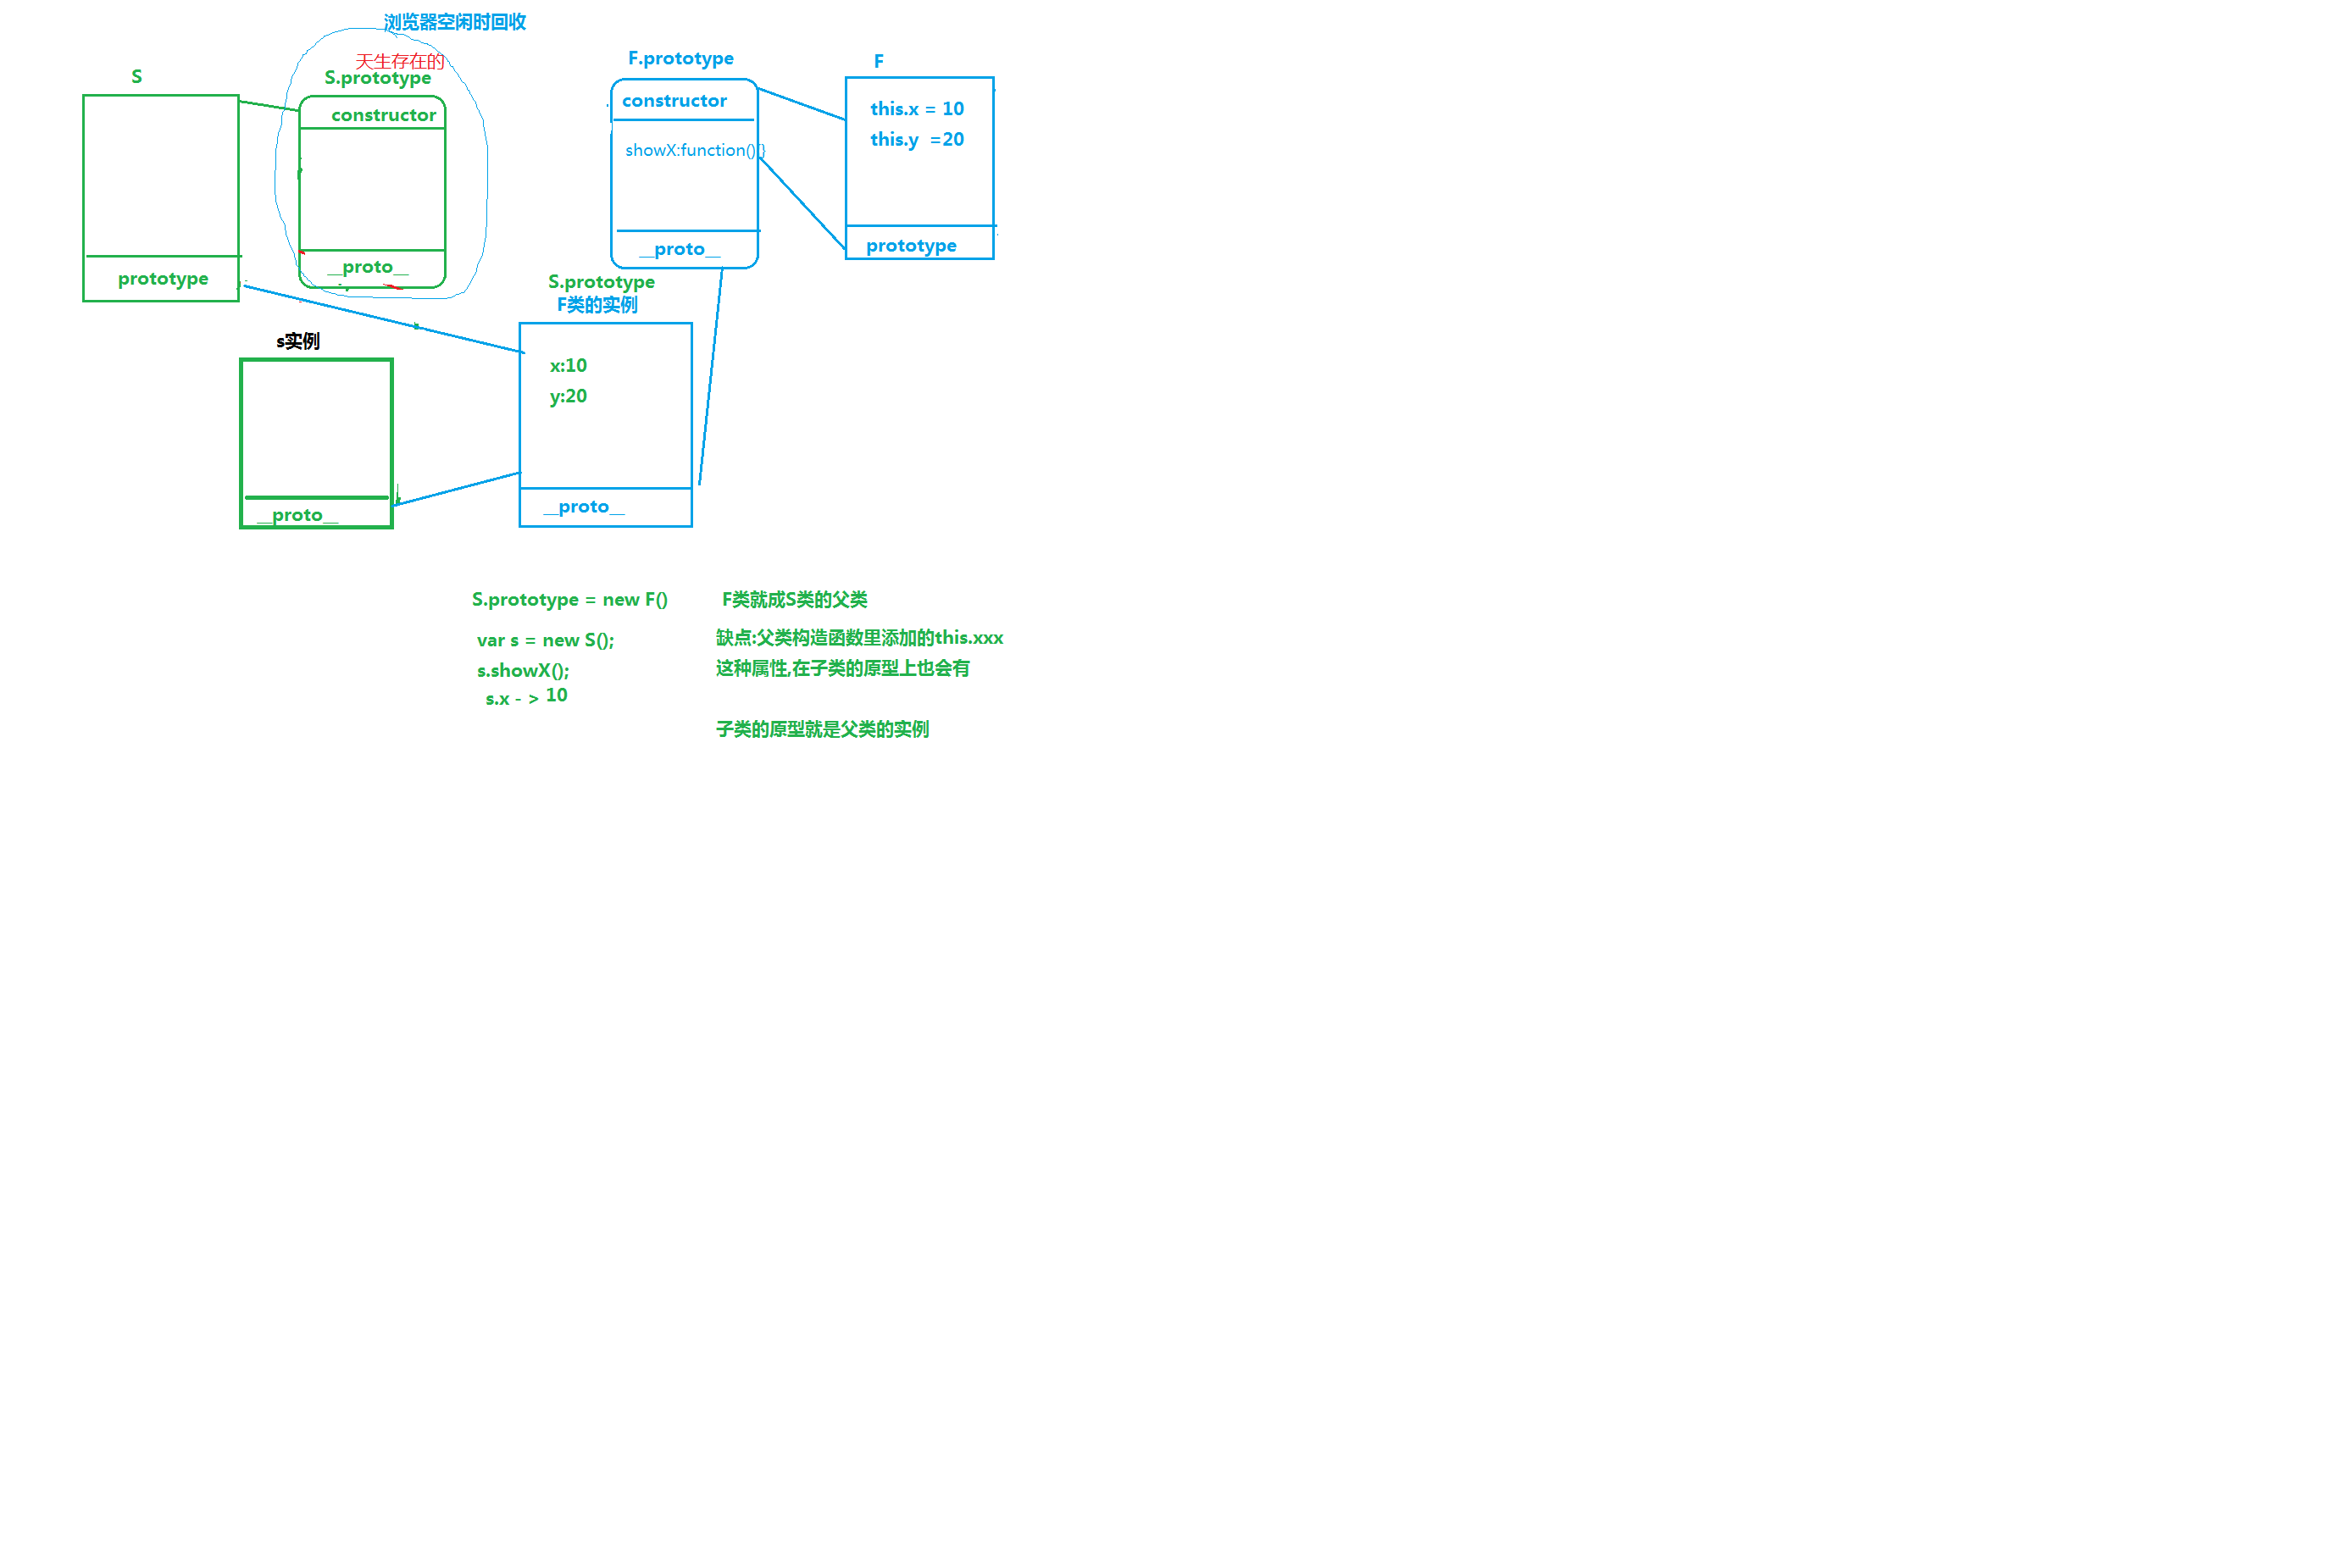 浏览器空闲时回收
天生存在的
S
S.prototype
constructor
__proto__
prototype
F.prototype
constructor
showX:function(){}
__proto__
F
this.x = 10
this.y =20
prototype
s实例
__proto__
S.prototype
F类的实例
x:10
y:20
__proto__
S.prototype = new F()
var s = new S();
s.showX();
s.x - > 10
F类就成S类的父类
缺点:父类构造函数里添加的this.xxx
这种属性,在子类的原型上也会有
子类的原型就是父类的实例